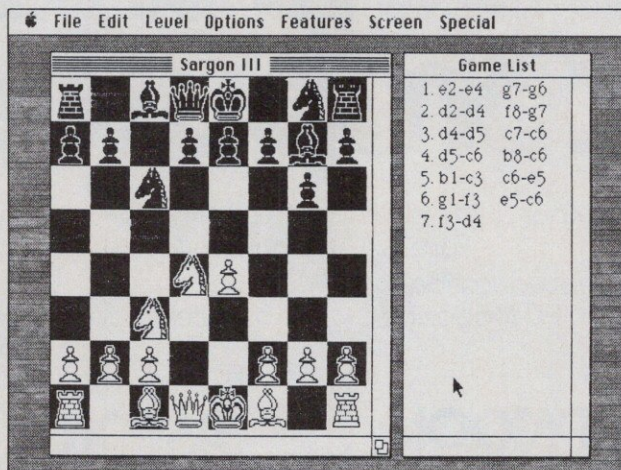 File Edit Level Options Features Screen Special
Sargon III
Game List
1. e2-e4 g7-g6
2. d2-d4 f8-g7
3. d4-d5 c7-c6
4. d5-c6 b8-c6
5. b1-c3 c6-e5
6. g1-f3 e5-c6
7. f3-d4